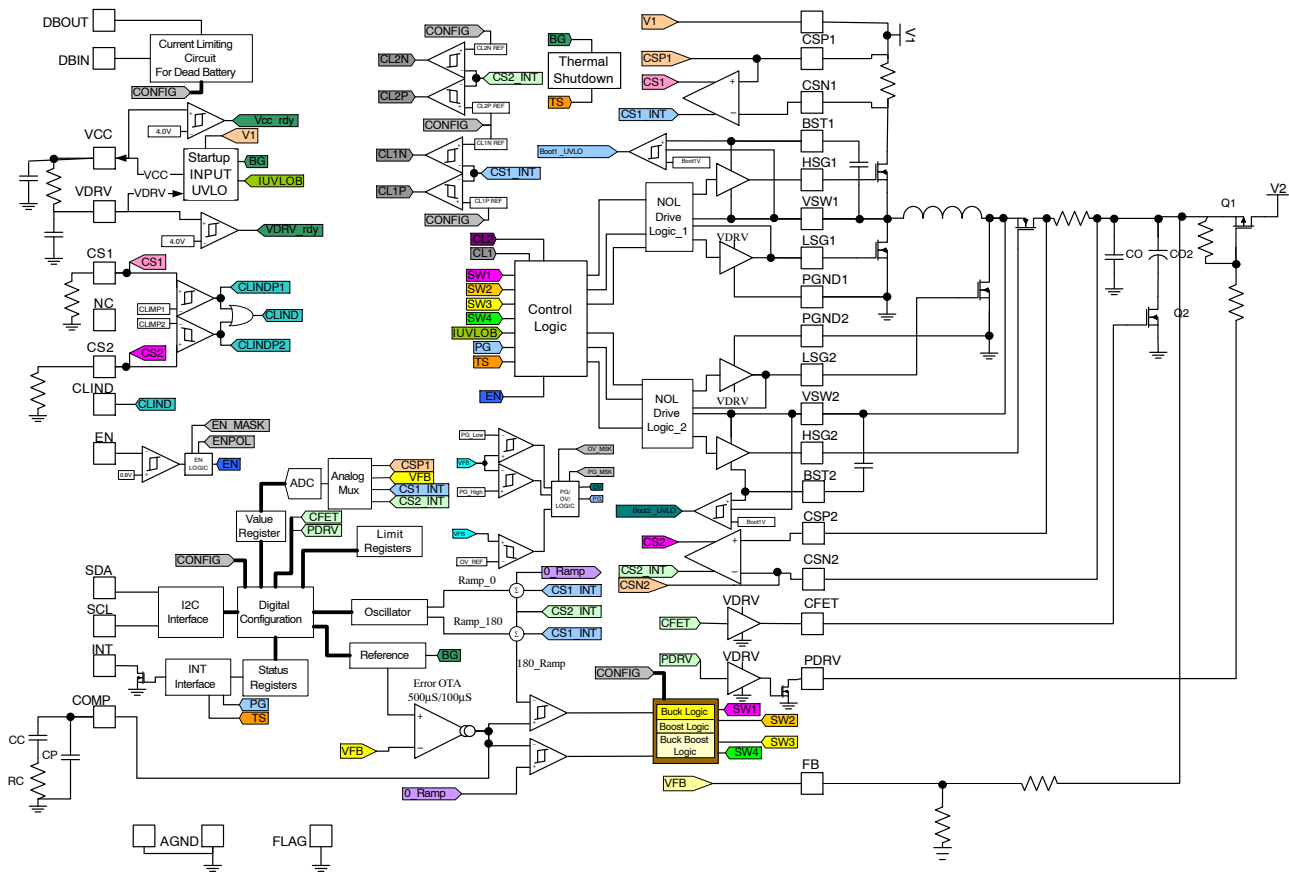 DBOUT
DBIN
Current Limiting
Circuit
For Dead Battery
CONFIG
Vcc_rdy
4.0V
V1
VCC
Startup
INPUT
UVLO
VCC
VDRV
BG
IUVLOB
VDRV
4.0V
VDRV_rdy
CS1
CS1
NC
CLIMP1
CLIMP2
CLINDP1
CLIND
CLINDP2
CS2
CS2
CLIND
CLIND
EN
0.8V
EN_MASK
ENPOL
EN
LOGIC
EN
CONFIG
CL2N REF
CL2N
CS2_INT
CL2P
CL2P REF
CONFIG
CL1N REF
CL1N
CS1_INT
CL1P
CL1P REF
CONFIG
BG
Thermal
Shutdown
TS
CL2
CL1
SW1
SW2
SW3
SW4
IUVLOB
PG
TS
EN
Control
Logic
V1
CSP1
CS1
CS1_INT
Boot1_UVLO
Boot1V
NOL
Drive
Logic_1
VDRV
NOL
Drive
Logic_2
VDRV
Boot2_UVLO
Boot1V
CS2
CS2_INT
CSN2
CSP1
CSN1
BST1
HSG1
VSW1
LSG1
PGND1
PGND2
LSG2
VSW2
HSG2
BST2
CSP2
CSN2
CFET
PDRV
FB
V1
CO
CO2
Q2
Q1
V2
ADC
Analog
Mux
CSP1
VFB
CS1_INT
CS2_INT
Value
Register
CFET
PDRV
Limit
Registers
CONFIG
PG_Low
VFB
PG_High
VFB
OV_REF
OV_MSK
PG_MSK
PG/
OV/
LOGIC
OV
PG
SDA
SCL
I2C
Interface
Digital
Configuration
Oscillator
Ramp_0
Ramp_180
0_Ramp
Σ
CS1_INT
CS2_INT
Σ
CS1_INT
180_Ramp
Reference
BG
INT
INT
Interface
Status
Registers
PG
TS
Error OTA
500µS/100µS
VFB
0_Ramp
COMP
CC
CP
RC
CFET
VDRV
PDRV
VDRV
CONFIG
Buck Logic
Boost Logic
Buck Boost
Logic
SW1
SW2
SW3
SW4
VFB
AGND
FLAG